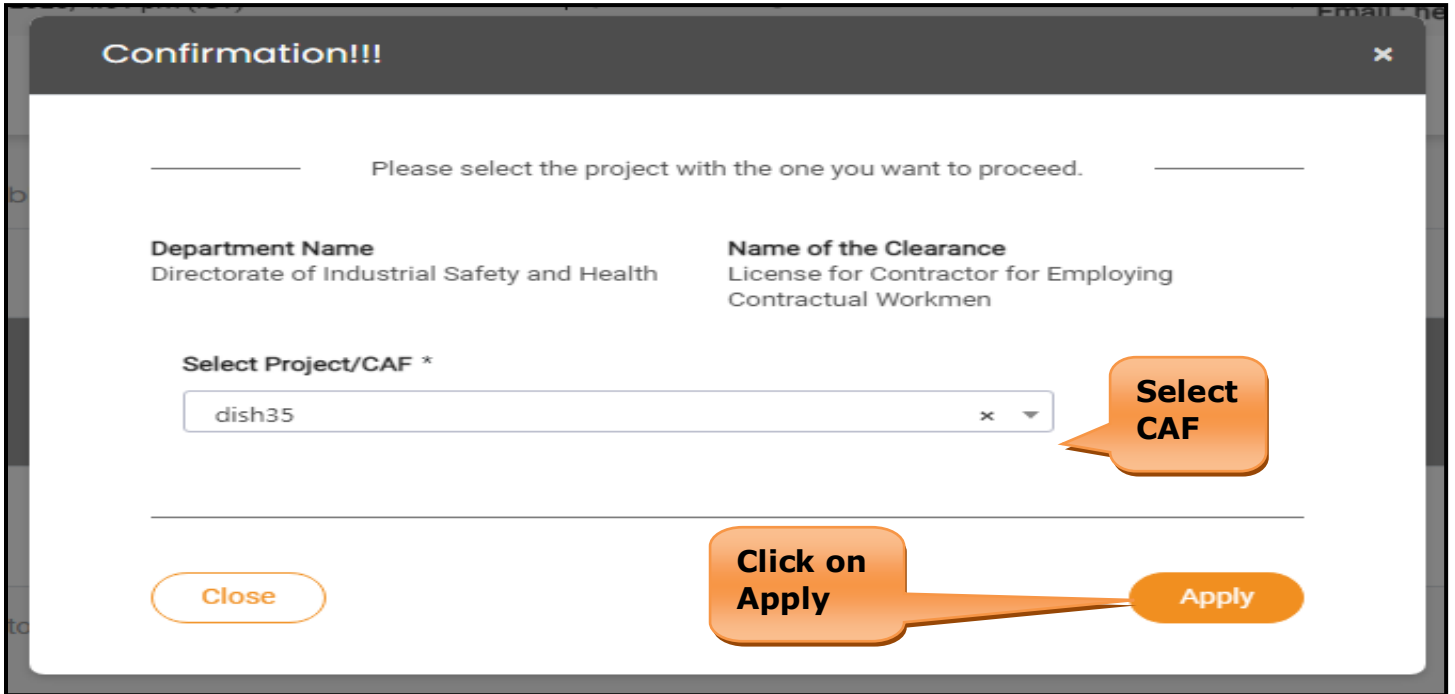 Confirmation!!!
×
Please select the project with the one you want to proceed.
Department Name
Directorate of Industrial Safety and Health
Name of the Clearance
License for Contractor for Employing
Contractual Workmen
Select Project/CAF *
dish35
×
Select
CAF
Click on
Apply
Close
Apply